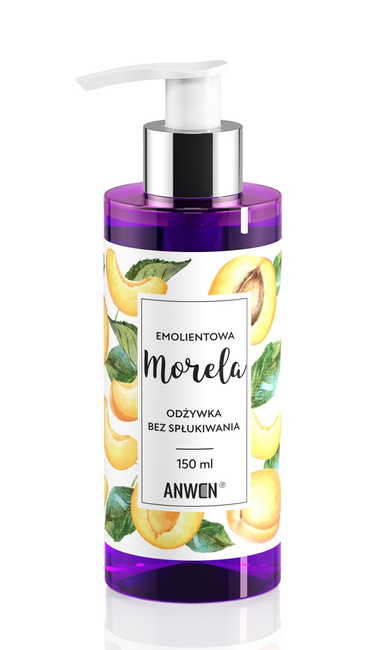 EMOLIENTOWA
Morela
ODŻYWKA
BEZ SPŁUKIWANIA
150 ml
ANWEN®